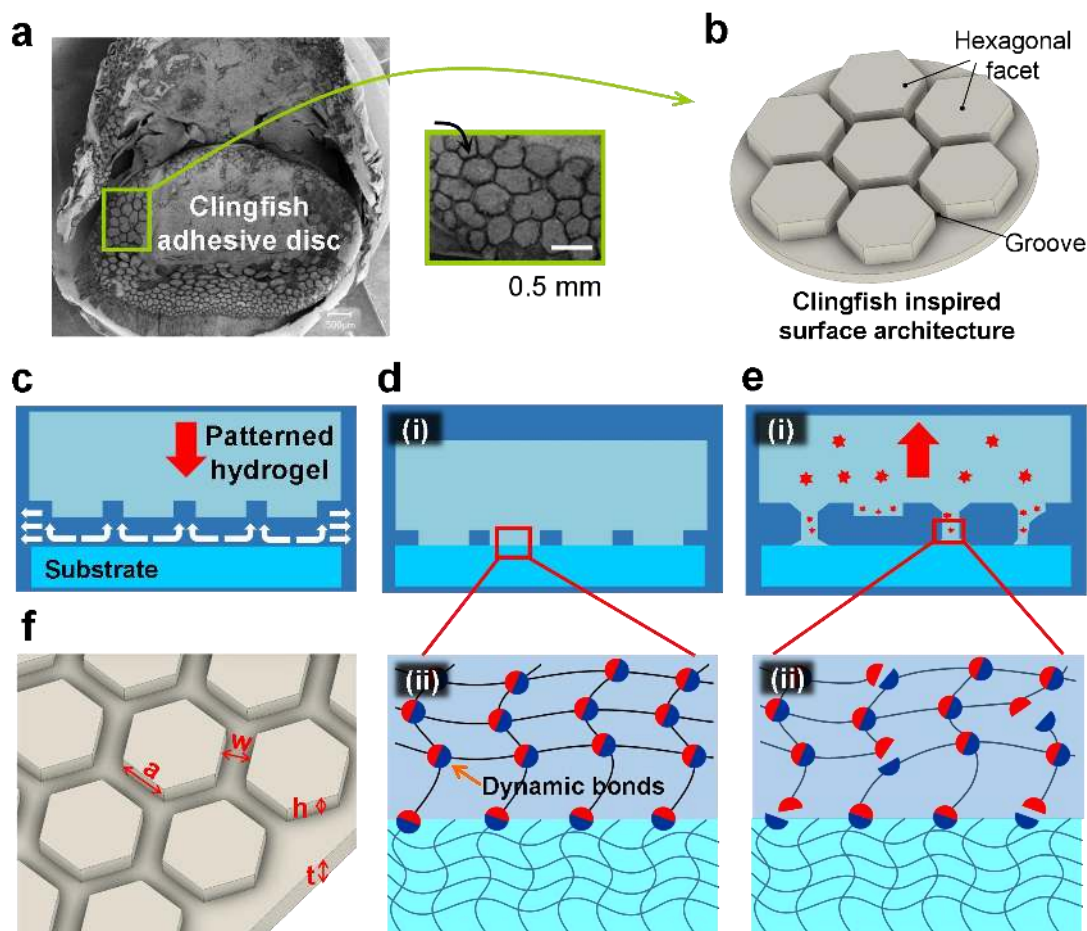 a
Clingfish
adhesive disc
500μm
0.5 mm
b
Hexagonal
facet
Groove
Clingfish inspired
surface architecture
c
Patterned
hydrogel
Substrate
d
(i)
e
(i)
f
a
w
h
t
(ii)
Dynamic bonds
(ii)